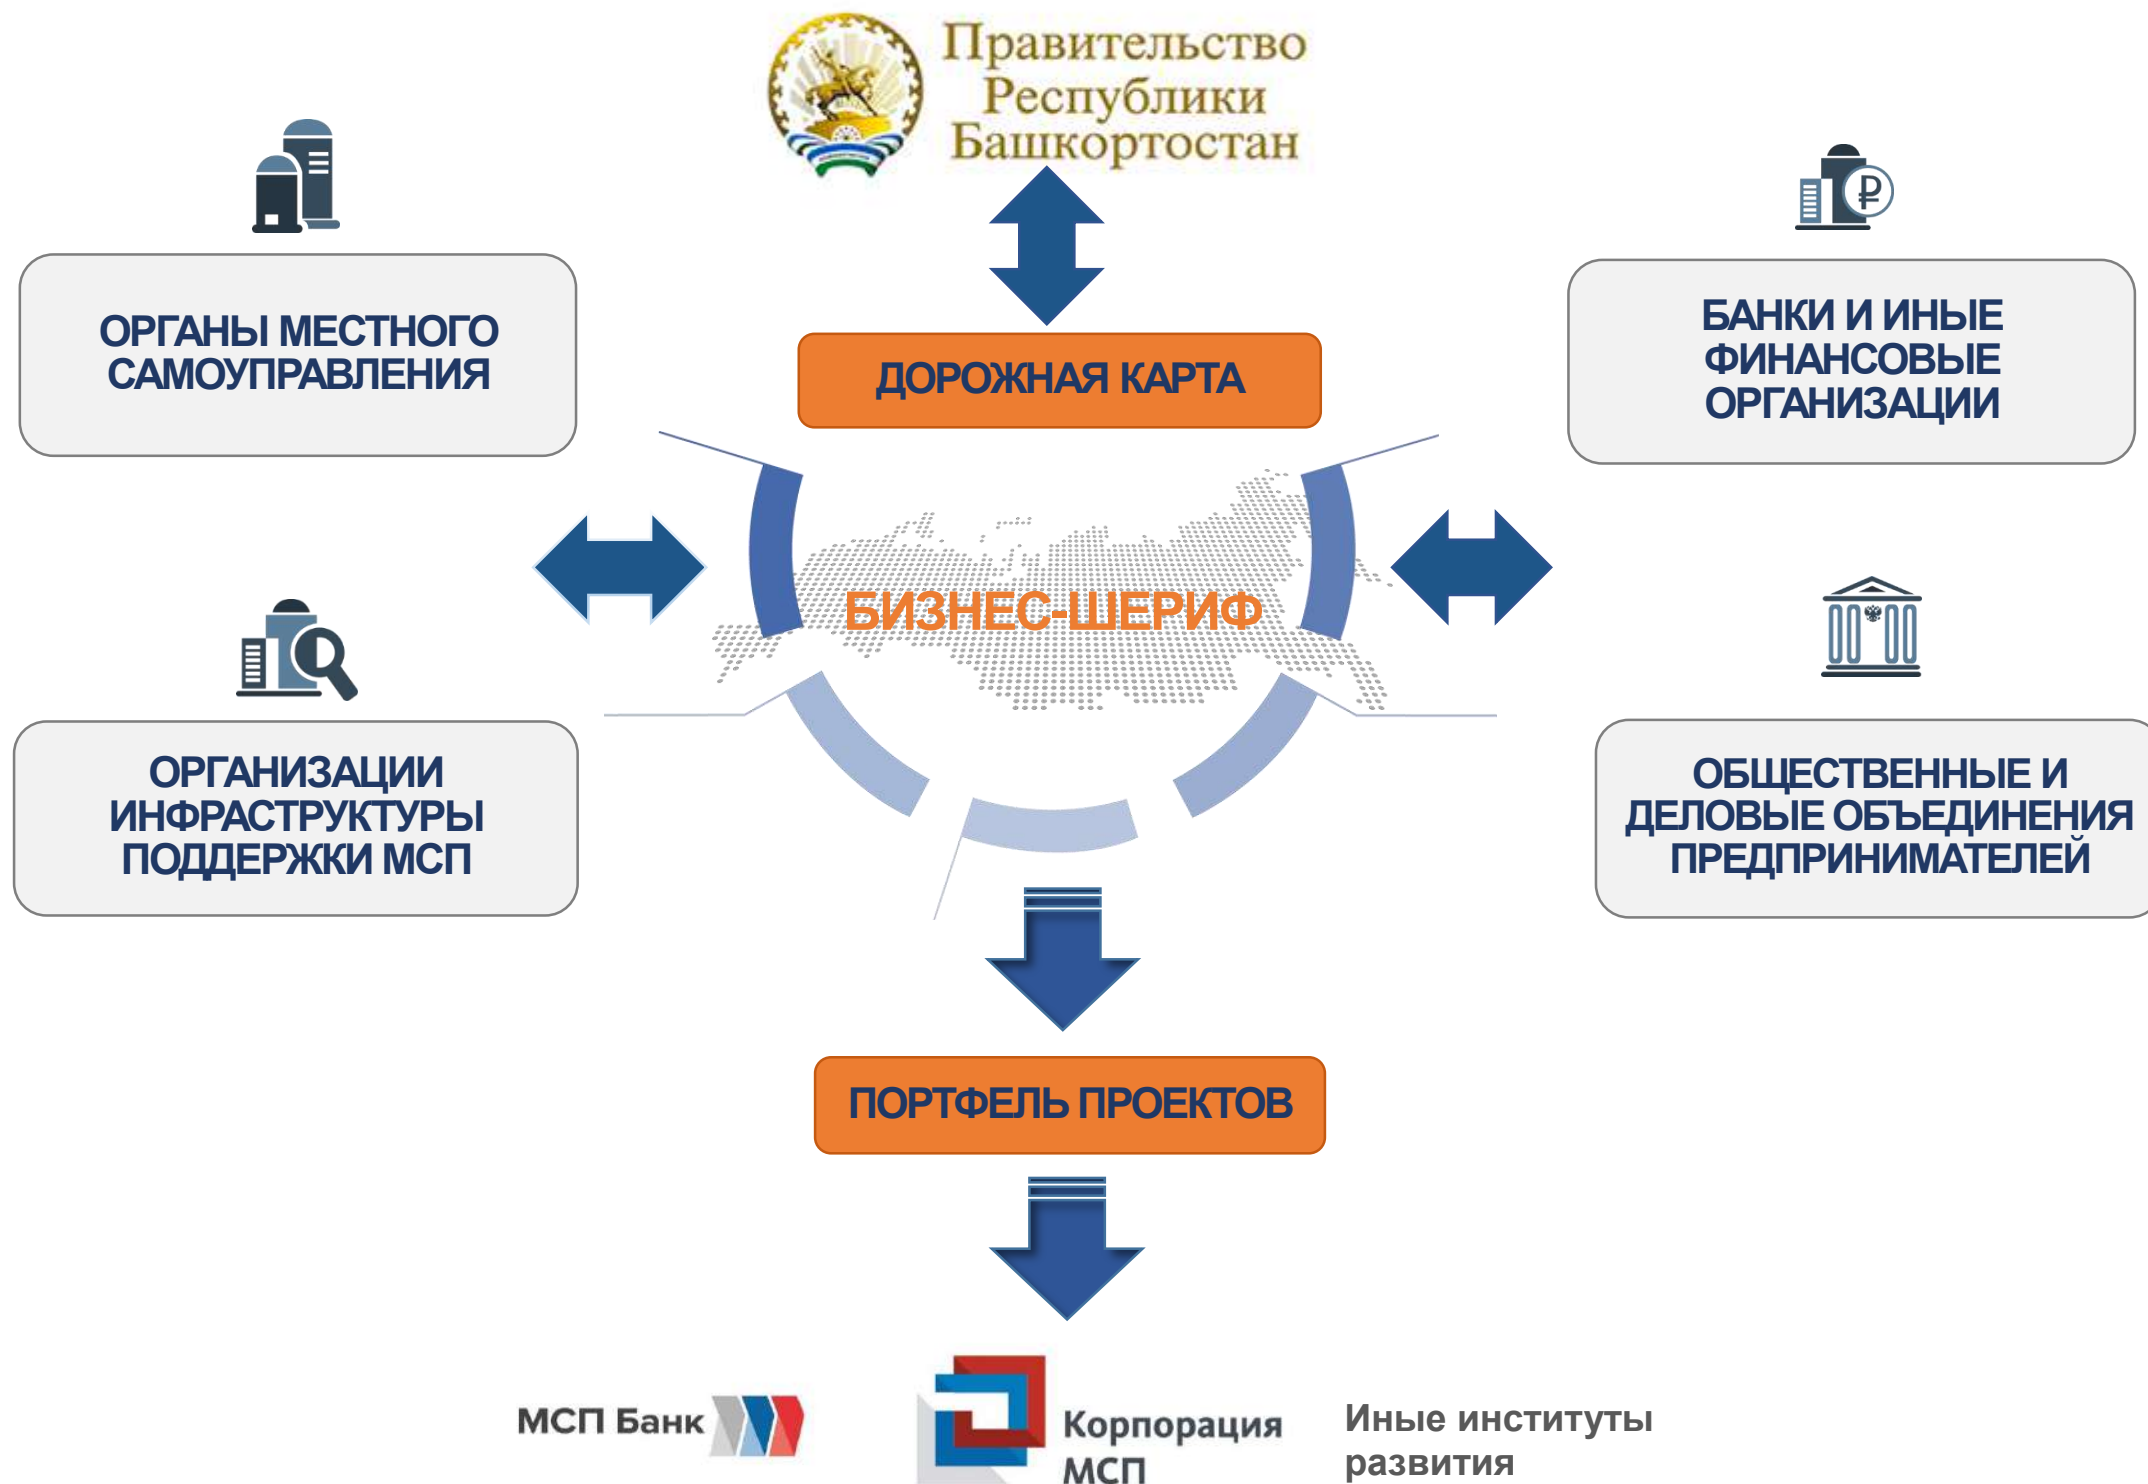 Правительство
Республики
Башкортостан
ОРГАНЫ МЕСТНОГО
САМОУПРАВЛЕНИЯ
ДОРОЖНАЯ КАРТА
БАНКИ И ИНЫЕ
ФИНАНСОВЫЕ
ОРГАНИЗАЦИИ
БИЗНЕС-ШЕРИФ
ОРГАНИЗАЦИИ
ИНФРАСТРУКТУРЫ
ПОДДЕРЖКИ МСП
ОБЩЕСТВЕННЫЕ И
ДЕЛОВЫЕ ОБЪЕДИНЕНИЯ
ПРЕДПРИНИМАТЕЛЕЙ
ПОРТФЕЛЬ ПРОЕКТОВ
МСП Банк
Корпорация
МСП
Иные институты
развития